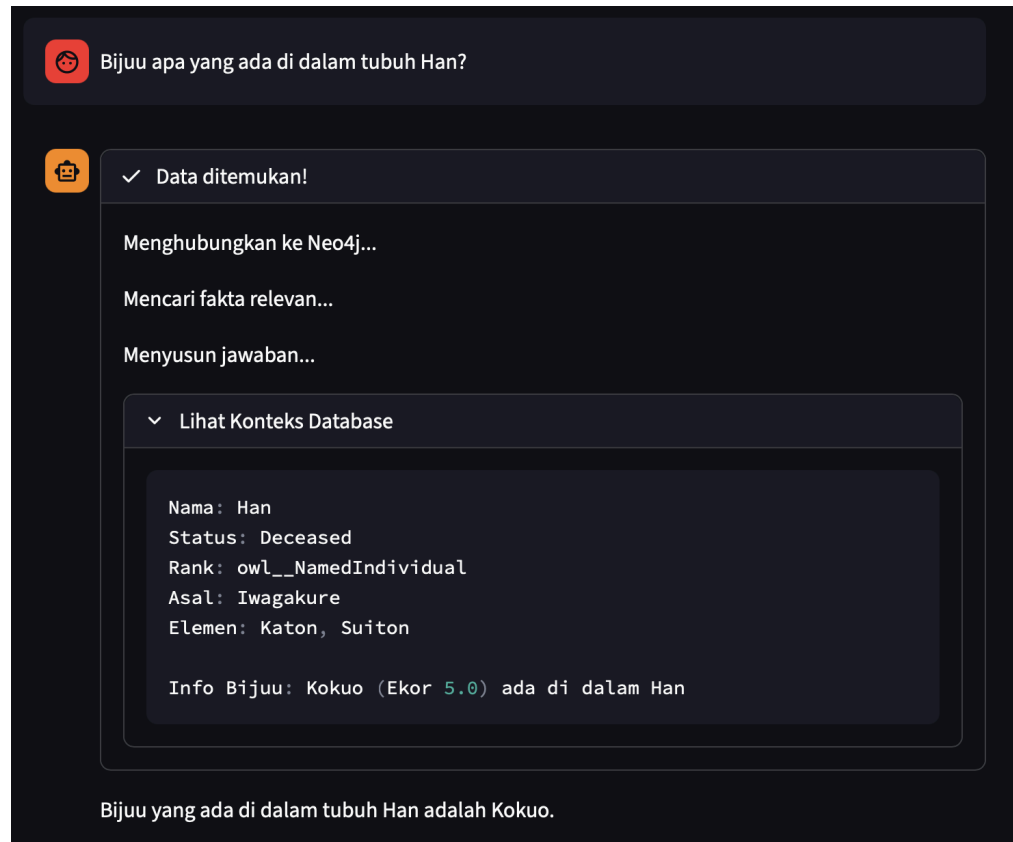 Bijuu apa yang ada di dalam tubuh Han?
Data ditemukan!
Menghubungkan ke Neo4j...
Mencari fakta relevan...
Menyusun jawaban...
Lihat Konteks Database
Nama: Han
Status: Deceased
Rank: owl__NamedIndividual
Asal: Iwagakure
Elemen: Katon, Suiton
Info Bijuu: Kokuo (Ekor 5.0) ada di dalam Han
Bijuu yang ada di dalam tubuh Han adalah Kokuo.